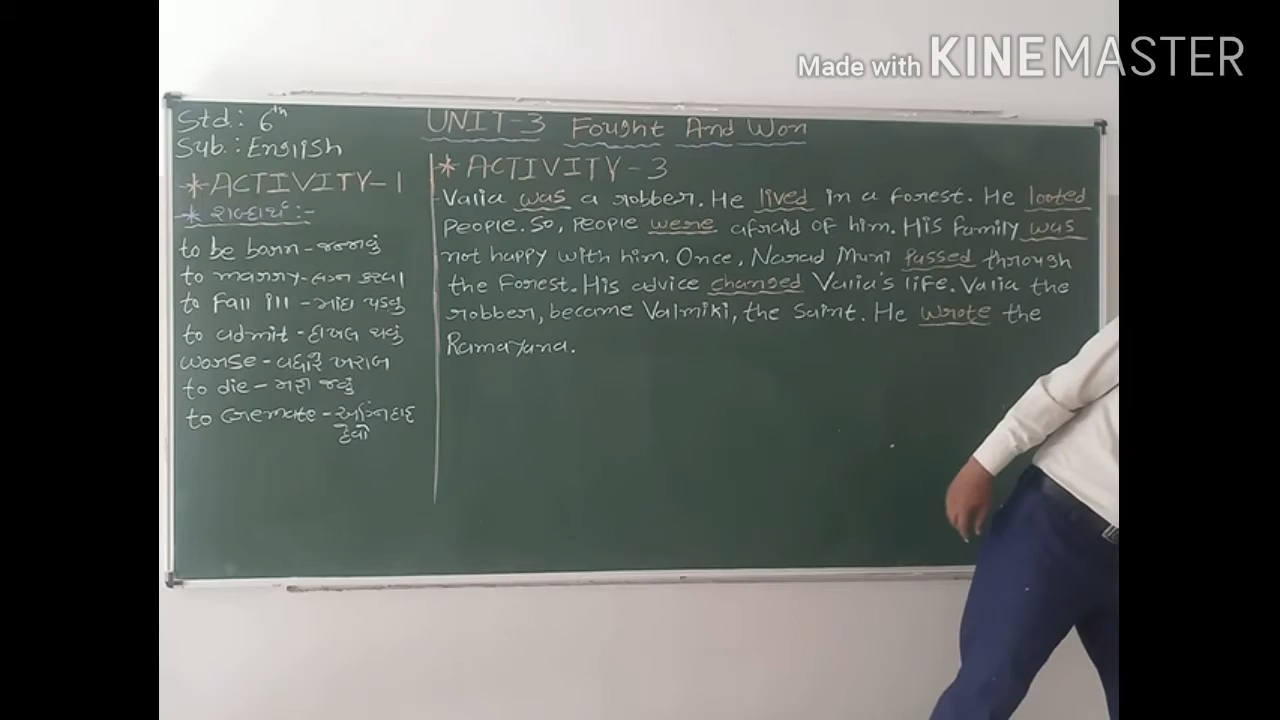 Made with KINEMASTER
Std.: 6th
Sub.: English
* ACTIVITY-1
* શબ્દાર્થ :-
to be born - જન્મવું
to marry - લગ્ન કરવા
to fall ill - માંદા પડવું
to admit - દાખલ થવું
worse - વધારે ખરાબ
to die - મરી જવું
to cremate - અગ્નિદાહ
દેવો
UNIT-3 Fought And Won
* ACTIVITY-3
Valia was a robber. He lived in a forest. He looted
People. So, People were afraid of him. His family was
not happy with him. Once, Narad Muni passed through
the forest. His advice changed Valia's life. Valia the
robber, became Valmiki, the saint. He wrote the
Ramayana.